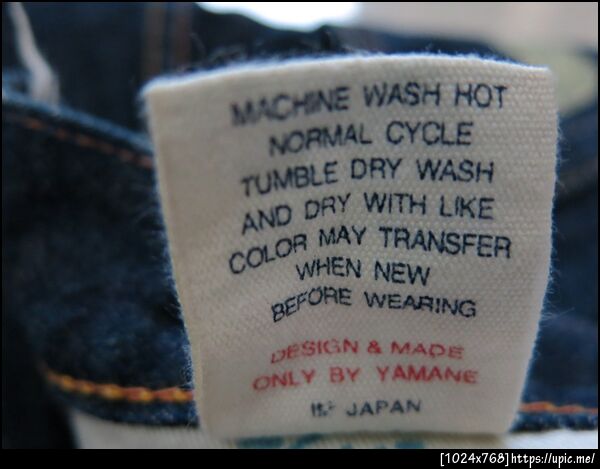 MACHINE WASH HOT
NORMAL CYCLE
TUMBLE DRY WASH
AND DRY WITH LIKE
COLOR MAY TRANSFER
WHEN NEW
BEFORE WEARING
DESIGN & MADE
ONLY BY YAMANE
IN JAPAN
[1024x768]https://upic.me/